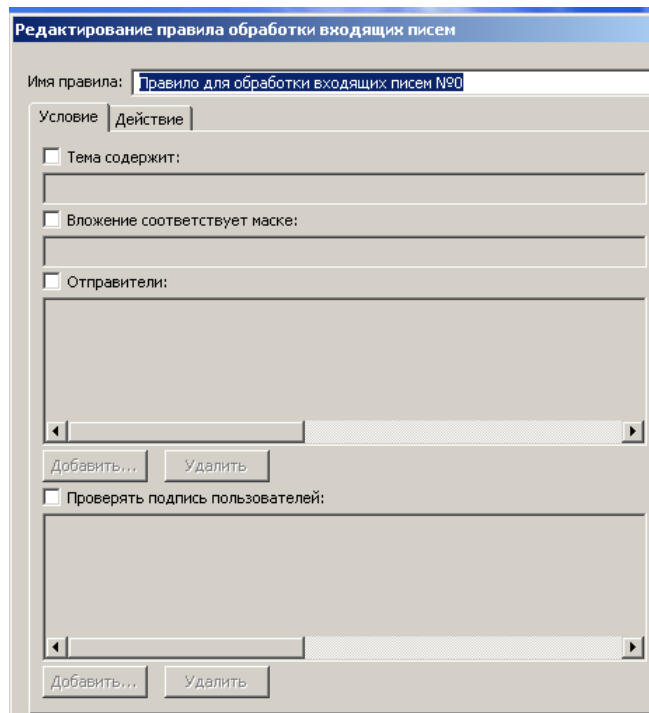 Редактирование правила обработки входящих писем
Имя правила: Правило для обработки входящих писем №0
Условие Действие
Тема содержит:
Вложение соответствует маске:
Отправители:
Добавить... Удалить
Проверять подпись пользователей:
Добавить... Удалить